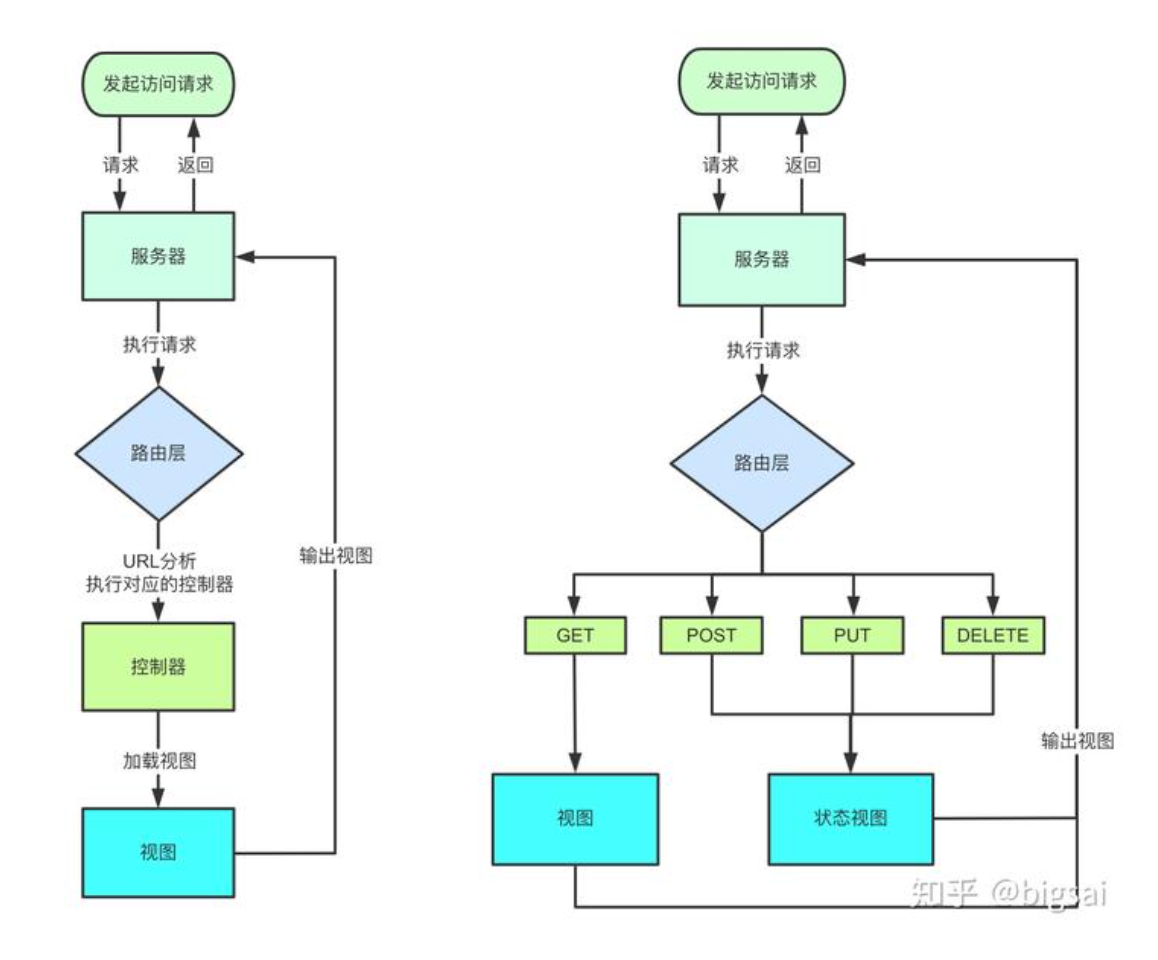 发起访问请求
请求
返回
服务器
执行请求
路由层
URL分析
执行对应的控制器
输出视图
控制器
加载视图
视图
发起访问请求
请求
返回
服务器
执行请求
路由层
GET
POST
PUT
DELETE
输出视图
视图
状态视图
知乎 @bigsai